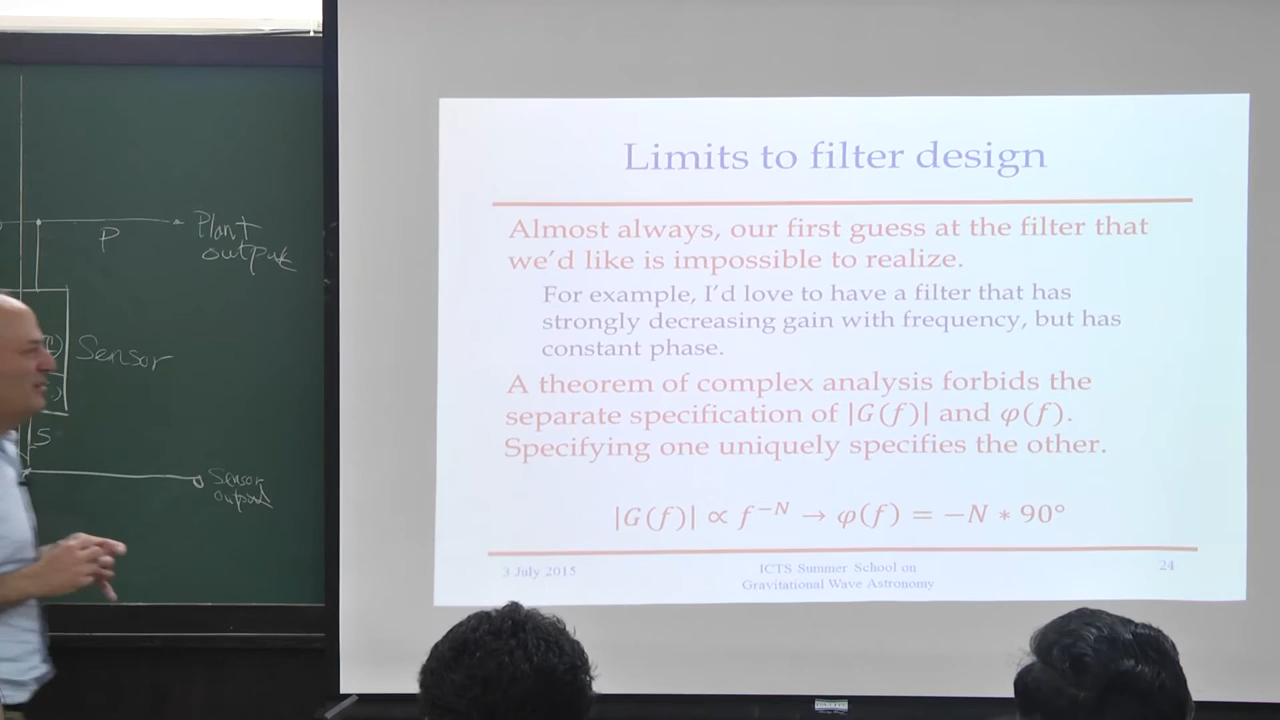 P
Plant
output
Sensor
S
Sensor
output
Limits to filter design
Almost always, our first guess at the filter that
we'd like is impossible to realize.
For example, I'd love to have a filter that has
strongly decreasing gain with frequency, but has
constant phase.
A theorem of complex analysis forbids the
separate specification of |G(f)| and φ(f).
Specifying one uniquely specifies the other.
|G(f)| ∝ f⁻ᴺ → φ(f) = −N * 90°
3 July 2015
ICTS Summer School on
Gravitational Wave Astronomy
24